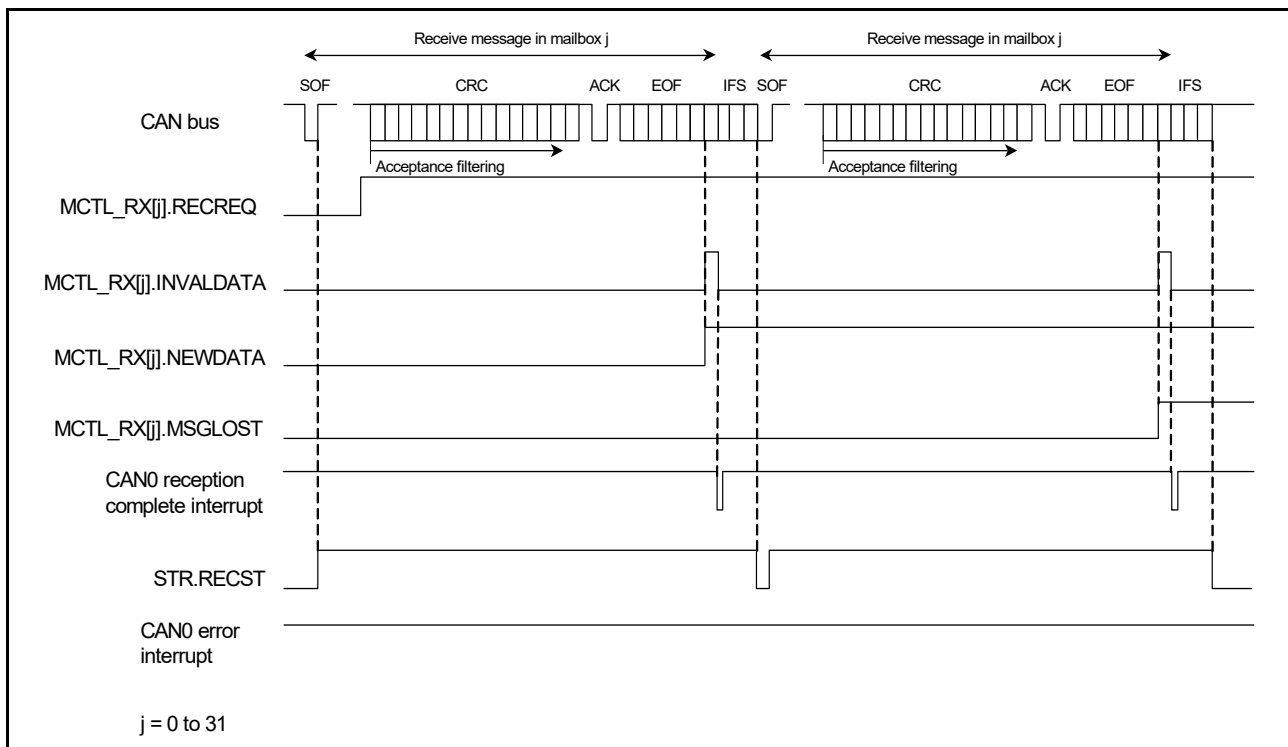 Receive message in mailbox j Receive message in mailbox j
SOF CRC ACK EOF IFS SOF CRC ACK EOF IFS
CAN bus
Acceptance filtering Acceptance filtering
MCTL_RX[j].RECREQ
MCTL_RX[j].INVALDATA
MCTL_RX[j].NEWDATA
MCTL_RX[j].MSGLOST
CAN0 reception
complete interrupt
STR.RECST
CAN0 error
interrupt
j = 0 to 31